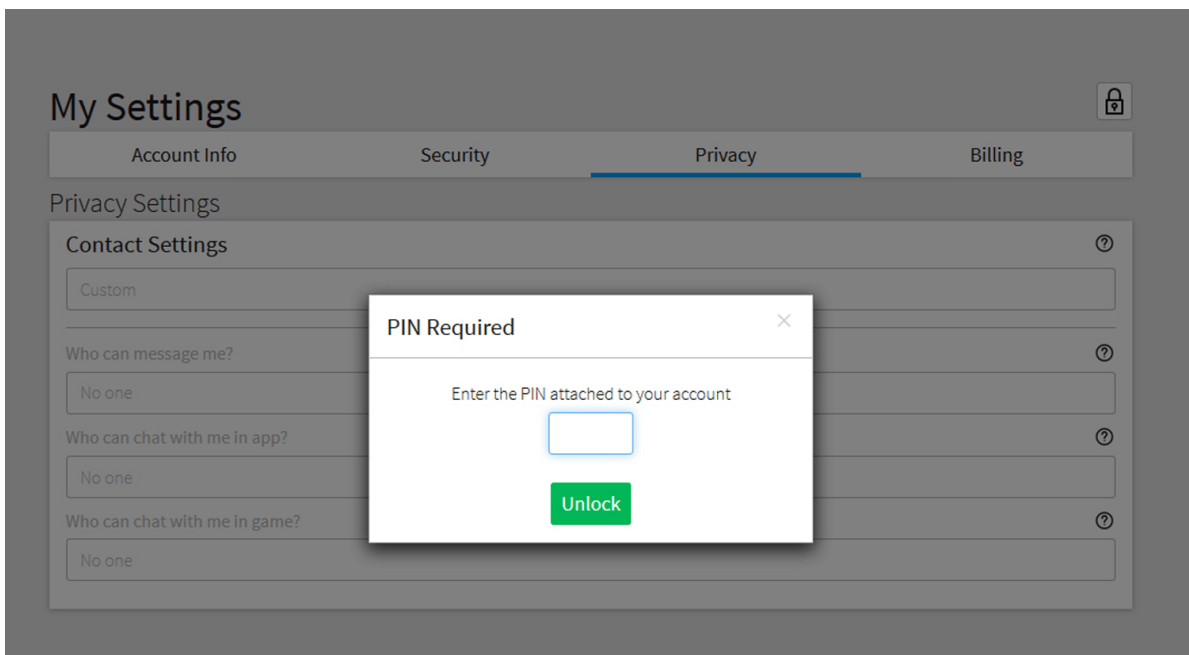 My Settings
Account Info Security Privacy Billing
Privacy Settings
Contact Settings
Custom
PIN Required
Who can message me?
No one
Enter the PIN attached to your account
Who can chat with me in app?
No one
Unlock
Who can chat with me in game?
No one